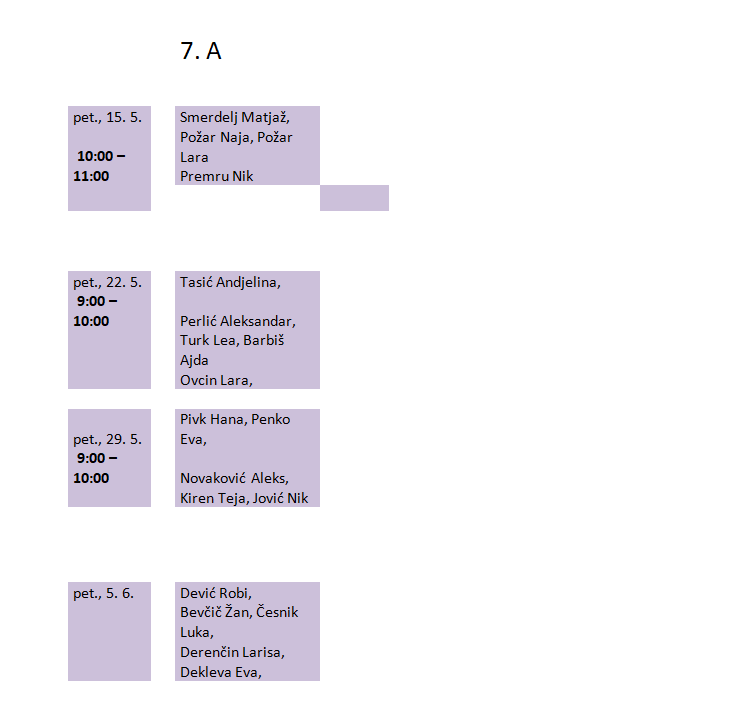 7. A
pet., 15. 5.
10:00 –
11:00
Smerdelj Matjaž,
Požar Naja, Požar
Lara
Premru Nik
pet., 22. 5.
9:00 –
10:00
Tasić Andjelina,
Perlić Aleksandar,
Turk Lea, Barbiš
Ajda
Ovcin Lara,
pet., 29. 5.
9:00 –
10:00
Pivk Hana, Penko
Eva,
Novaković Aleks,
Kiren Teja, Jović Nik
pet., 5. 6.
Dević Robi,
Bevčič Žan, Česnik
Luka,
Derenčin Larisa,
Dekleva Eva,